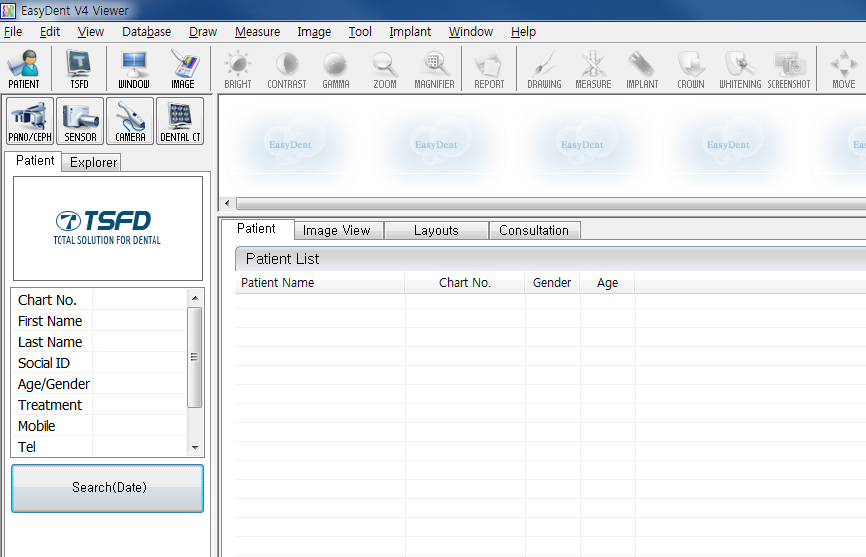 EasyDent V4 Viewer
File Edit View Database Draw Measure Image Tool Implant Window Help
PATIENT TSFD WINDOW IMAGE BRIGHT CONTRAST GAMMA ZOOM MAGNIFIER REPORT DRAWING MEASURE IMPLANT CROWN WHITENING SCREENSHOT MOVE
PANO/CEPH SENSOR CAMERA DENTAL CT
EasyDent EasyDent EasyDent EasyDent
Patient Explorer
TSFD
TOTAL SOLUTION FOR DENTAL
Chart No.
First Name
Last Name
Social ID
Age/Gender
Treatment
Mobile
Tel
Search(Date)
Patient Image View Layouts Consultation
Patient List
Patient Name Chart No. Gender Age